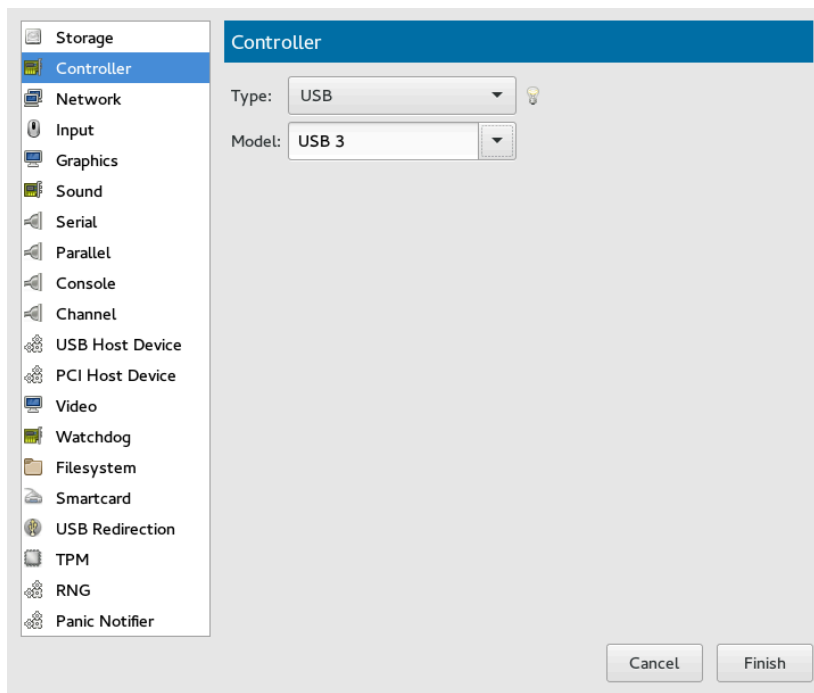 Storage
Controller
Network
Input
Graphics
Sound
Serial
Parallel
Console
Channel
USB Host Device
PCI Host Device
Video
Watchdog
Filesystem
Smartcard
USB Redirection
TPM
RNG
Panic Notifier
Controller
Type: USB
Model: USB 3
Cancel Finish